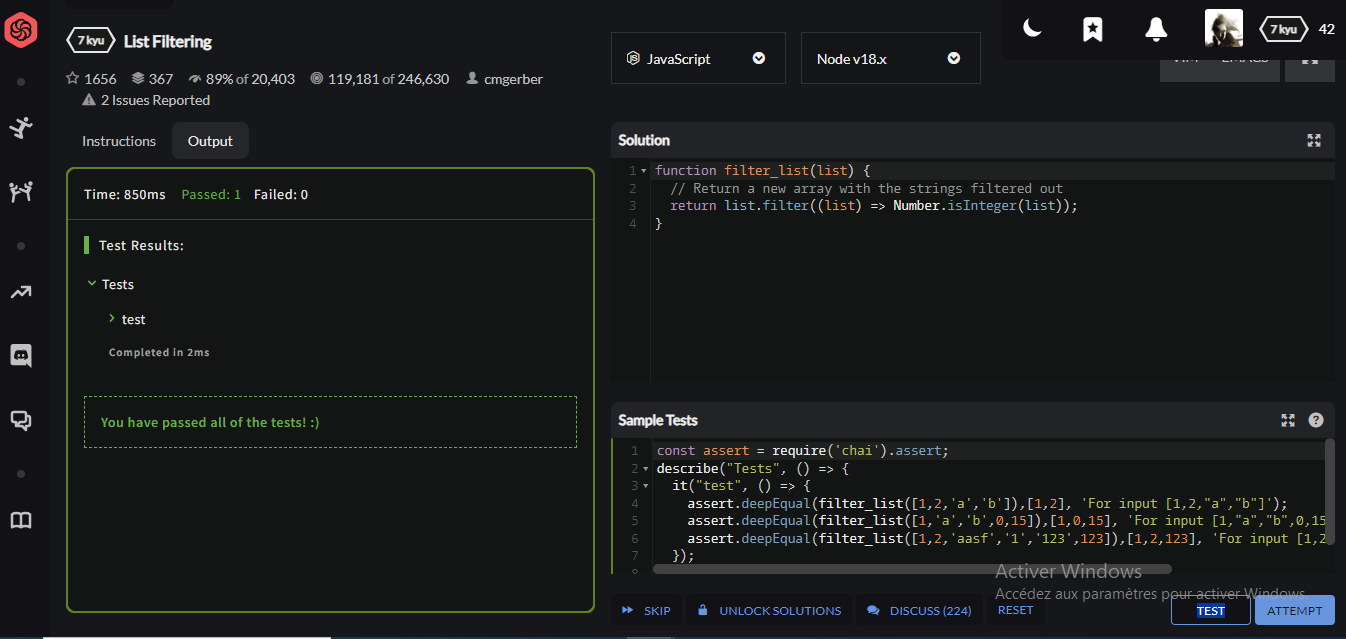 7 kyu List Filtering
1656 367 89% of 20,403 119,181 of 246,630 cmgerber
2 Issues Reported
Instructions Output
Time: 850ms Passed: 1 Failed: 0
Test Results:
Tests
test
Completed in 2ms
You have passed all of the tests! :)
JavaScript Node v18.x
7 kyu 42
VIM EMACS
Solution
1 function filter_list(list) {
2 // Return a new array with the strings filtered out
3 return list.filter((list) => Number.isInteger(list));
4 }
Sample Tests
1 const assert = require('chai').assert;
2 describe("Tests", () => {
3 it("test", () => {
4 assert.deepEqual(filter_list([1,2,'a','b']),[1,2], 'For input [1,2,"a","b"]');
5 assert.deepEqual(filter_list([1,'a','b',0,15]),[1,0,15], 'For input [1,"a","b",0,15
6 assert.deepEqual(filter_list([1,2,'aasf','1','123',123]),[1,2,123], 'For input [1,2
7 });
Activer Windows
Accédez aux paramètres pour activer Windows.
SKIP UNLOCK SOLUTIONS DISCUSS (224) RESET TEST ATTEMPT